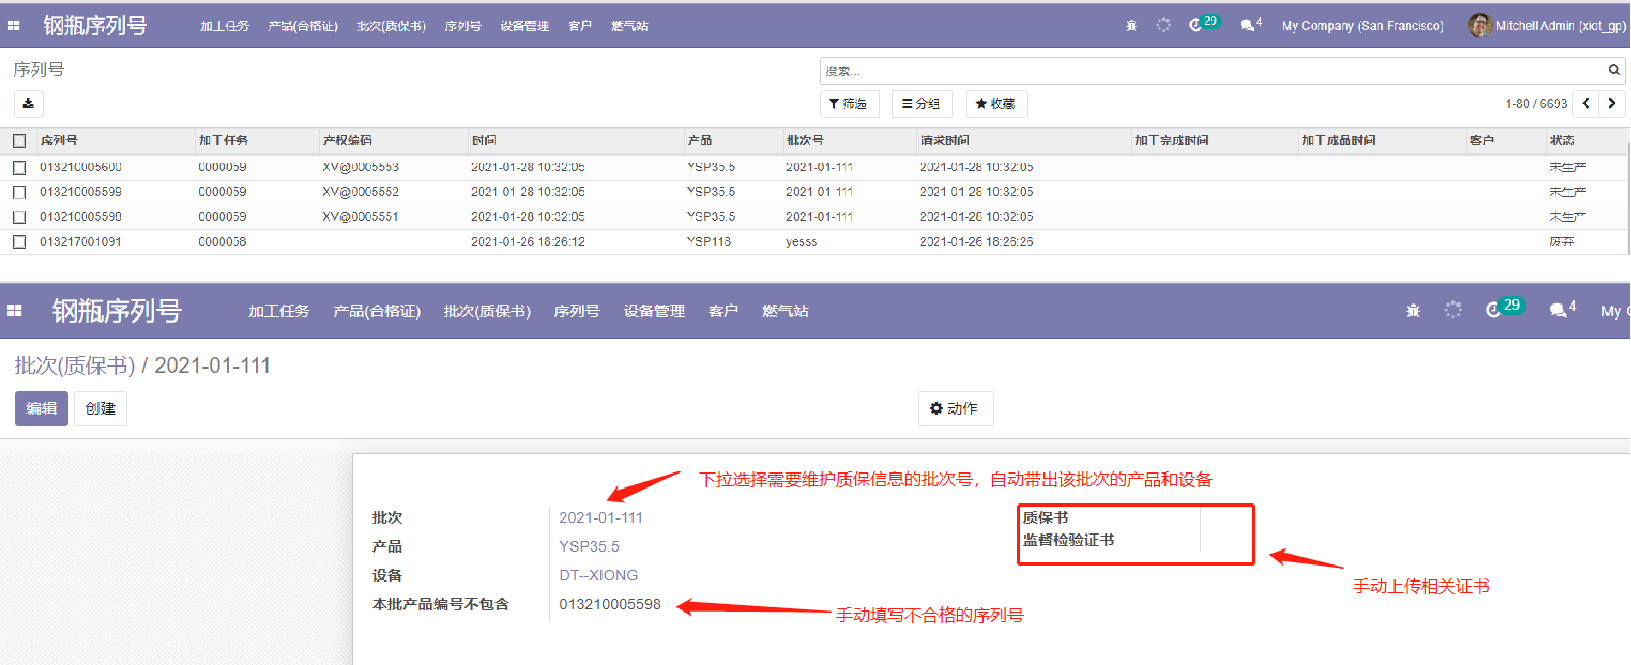 钢瓶序列号 加工任务 产品(合格证) 批次(质保书) 序列号 设备管理 客户 燃气站 29 4 My Company (San Francisco) Mitchell Admin (xiot_gp)
序列号 搜索...
筛选 分组 收藏 1-80 / 6693
序列号 加工任务 产权编码 时间 产品 批次号 请求时间 加工完成时间 加工成品时间 客户 状态
013210005600 0000059 XV@0005553 2021-01-28 10:32:05 YSP35.5 2021-01-111 2021-01-28 10:32:05 未生产
013210005599 0000059 XV@0005552 2021-01-28 10:32:05 YSP35.5 2021-01-111 2021-01-28 10:32:05 未生产
013210005598 0000059 XV@0005551 2021-01-28 10:32:05 YSP35.5 2021-01-111 2021-01-28 10:32:05 未生产
013217001091 0000058 2021-01-26 18:26:12 YSP118 yesss 2021-01-26 18:26:26 废弃
钢瓶序列号 加工任务 产品(合格证) 批次(质保书) 序列号 设备管理 客户 燃气站 29 4 My C
批次(质保书) / 2021-01-111
编辑 创建 动作
下拉选择需要维护质保信息的批次号，自动带出该批次的产品和设备
批次 2021-01-111 质保书
产品 YSP35.5 监督检验证书
设备 DT--XIONG 手动上传相关证书
本批产品编号不包含 013210005598 手动填写不合格的序列号